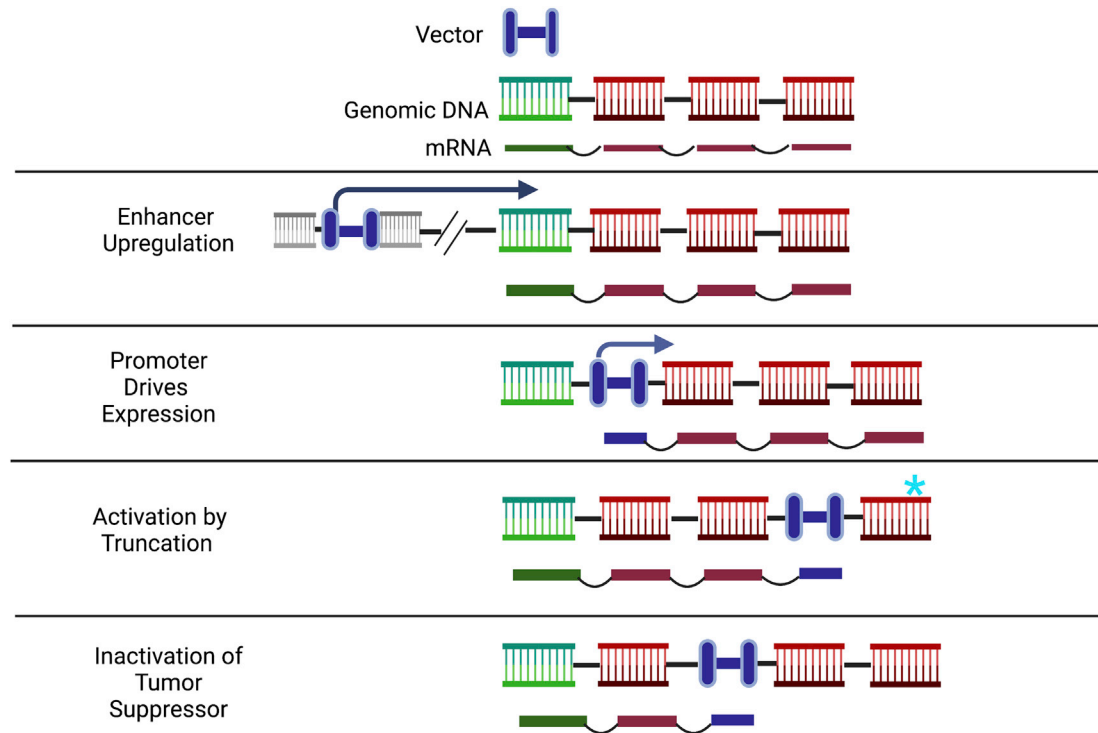 Vector
Genomic DNA
mRNA
Enhancer
Upregulation
Promoter
Drives
Expression
*
Activation by
Truncation
Inactivation of
Tumor
Suppressor